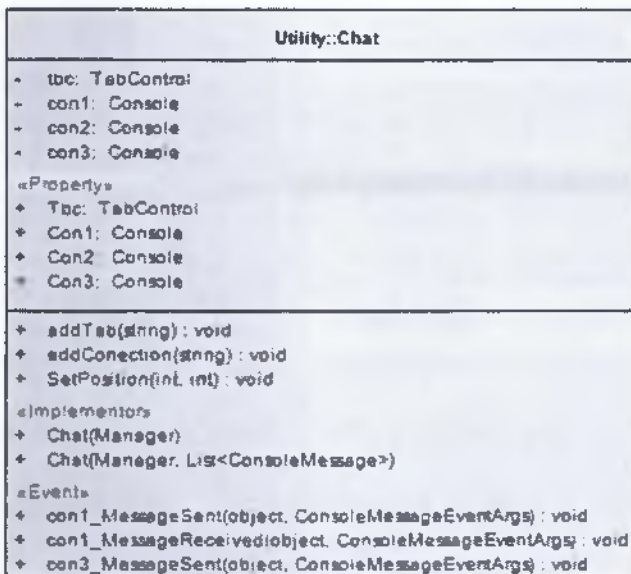 Utility::Chat
- tbc: TabControl
- con1: Console
- con2: Console
- con3: Console
«Property»
+ Tbc: TabControl
+ Con1: Console
+ Con2: Console
+ Con3: Console
+ addTab(string) : void
+ addConection(string) : void
+ SetPosition(int, int) : void
«Implementor»
+ Chat(Manager)
+ Chat(Manager, List<ConsoleMessage>)
«Event»
+ con1_MessageSent(object, ConsoleMessageEventArgs) : void
+ con1_MessageReceived(object, ConsoleMessageEventArgs) : void
+ con3_MessageSent(object, ConsoleMessageEventArgs) : void